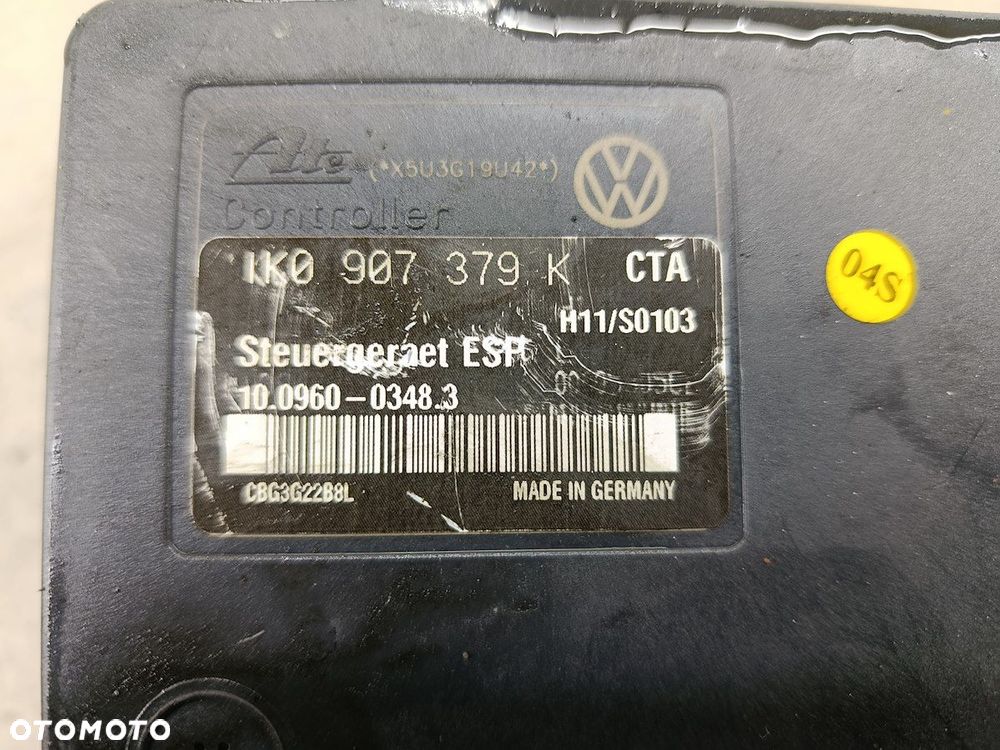 Ate (*X5U3G19U42*)
Controller
1K0 907 379 K CTA
H11/S0103
04S
Steuergeraet ESP
10.0960-0348.3
CBG3G22B8L MADE IN GERMANY
OTOMOTO